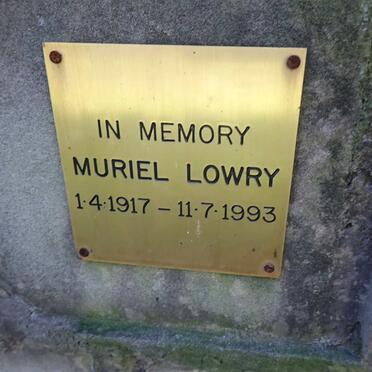 IN MEMORY
MURIEL LOWRY
1·4·1917 – 11·7·1993